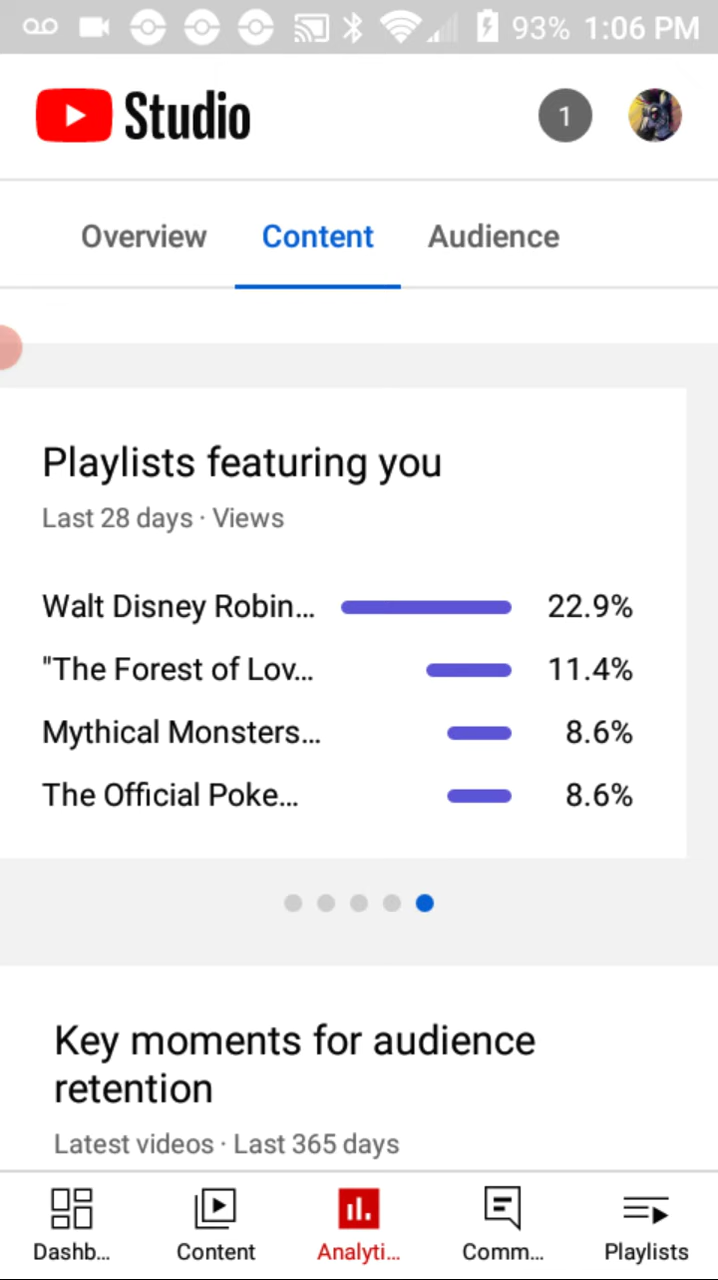 93% 1:06 PM
Studio
1
Overview Content Audience
Playlists featuring you
Last 28 days · Views
Walt Disney Robin... 22.9%
"The Forest of Lov... 11.4%
Mythical Monsters... 8.6%
The Official Poke... 8.6%
Key moments for audience
retention
Latest videos · Last 365 days
Dashb... Content Analyti... Comm... Playlists